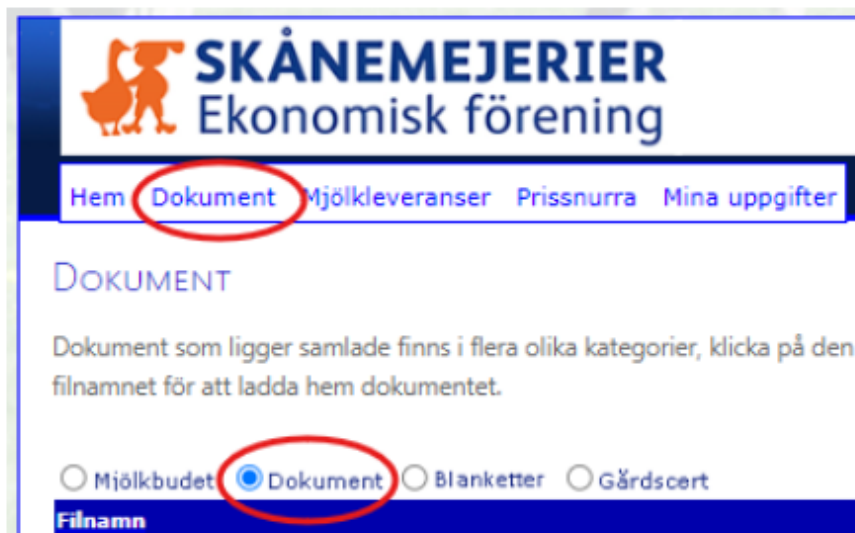 SKÅNEMEJERIER
Ekonomisk förening
Hem Dokument Mjölkleveranser Prissnurra Mina uppgifter
DOKUMENT
Dokument som ligger samlade finns i flera olika kategorier, klicka på den
filnamnet för att ladda hem dokumentet.
Mjölkbudet Dokument Blanketter Gårdscert
Filnamn